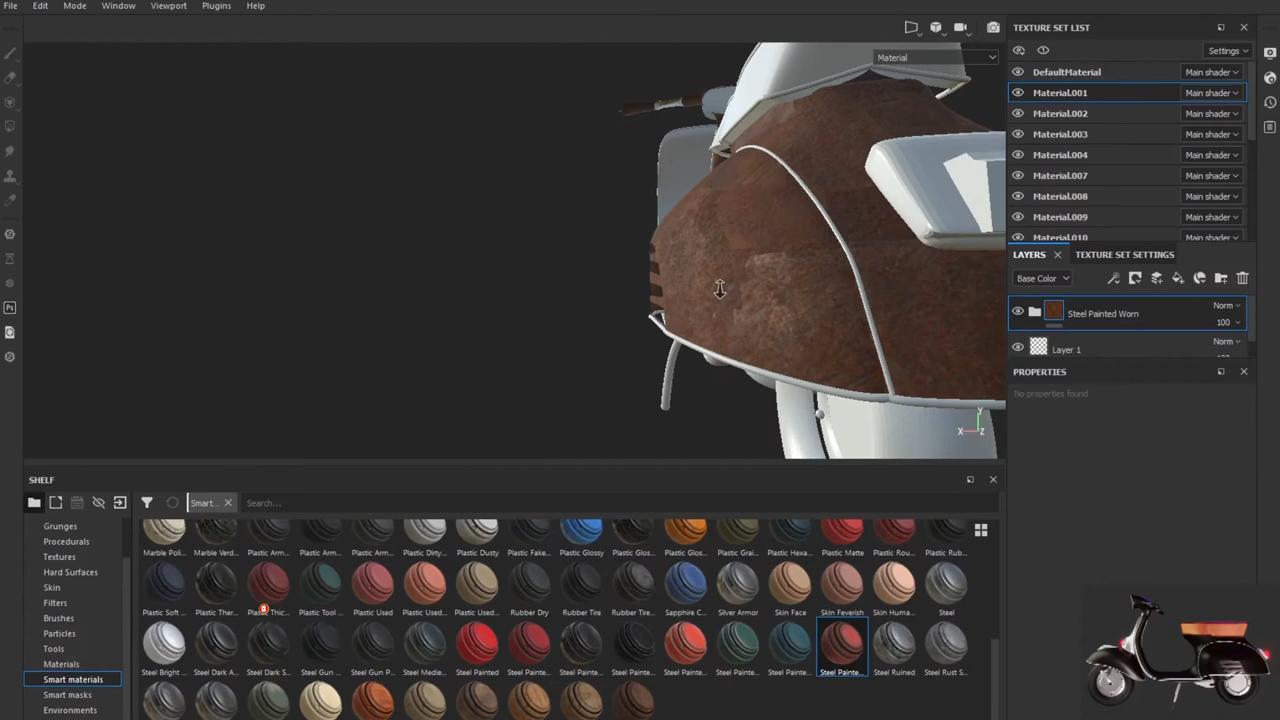 File Edit Mode Window Viewport Plugins Help
Material
TEXTURE SET LIST
Settings
DefaultMaterial Main shader
Material.001 Main shader
Material.002 Main shader
Material.003 Main shader
Material.004 Main shader
Material.007 Main shader
Material.008 Main shader
Material.009 Main shader
Material.010 Main shader
LAYERS TEXTURE SET SETTINGS
Base Color
Steel Painted Worn Norm 100
Layer 1 Norm
PROPERTIES
No properties found
Y
X Z
SHELF
Smart... Search...
Grunges
Procedurals
Textures
Hard Surfaces
Skin
Filters
Brushes
Particles
Tools
Materials
Smart materials
Smart masks
Environments
Marble Poli... Marble Verd... Plastic Arm... Plastic Arm... Plastic Arm... Plastic Dirty... Plastic Dusty Plastic Fake... Plastic Glossy Plastic Glos... Plastic Glos... Plastic Grai... Plastic Hexa... Plastic Matte Plastic Rou... Plastic Rub...
Plastic Soft ... Plastic Ther... Plastic Thic... Plastic Tool ... Plastic Used Plastic Used... Plastic Used... Rubber Dry Rubber Tire Rubber Tire... Sapphire C... Silver Armor Skin Face Skin Feverish Skin Huma... Steel
Steel Bright ... Steel Dark A... Steel Dark S... Steel Gun ... Steel Gun P... Steel Medie... Steel Painted Steel Painte... Steel Painte... Steel Painte... Steel Painte... Steel Painte... Steel Painte... Steel Painte... Steel Ruined Steel Rust S...
Ps